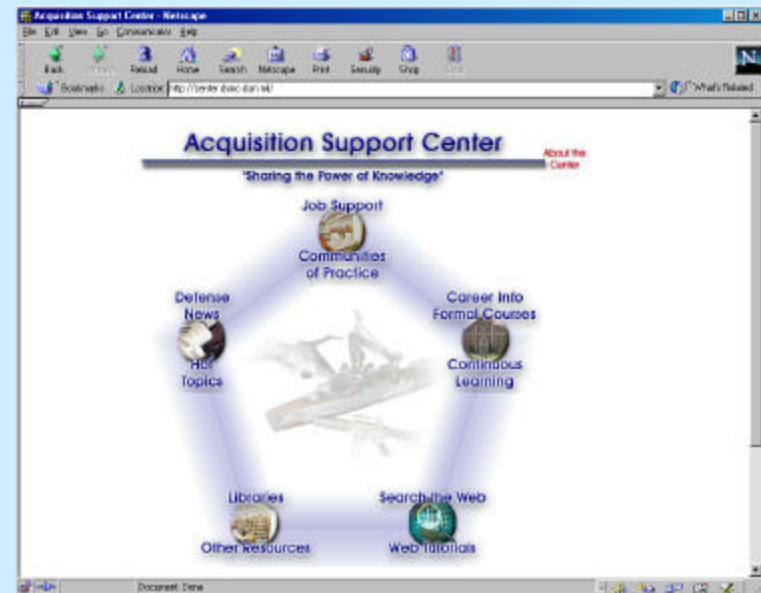 Acquisition Support Center - Netscape
File Edit View Go Communicator Help
Back Reload Home Search Netscape Print Security Shop
Bookmarks Location: What's Related
Acquisition Support Center
About the
Center
"Sharing the Power of Knowledge"
Job Support
Communities
of Practice
Defense
News
Hot
Topics
Career Info
Formal Courses
Continuous
Learning
Libraries
Other Resources
Search the Web
Web Tutorials
Document: Done